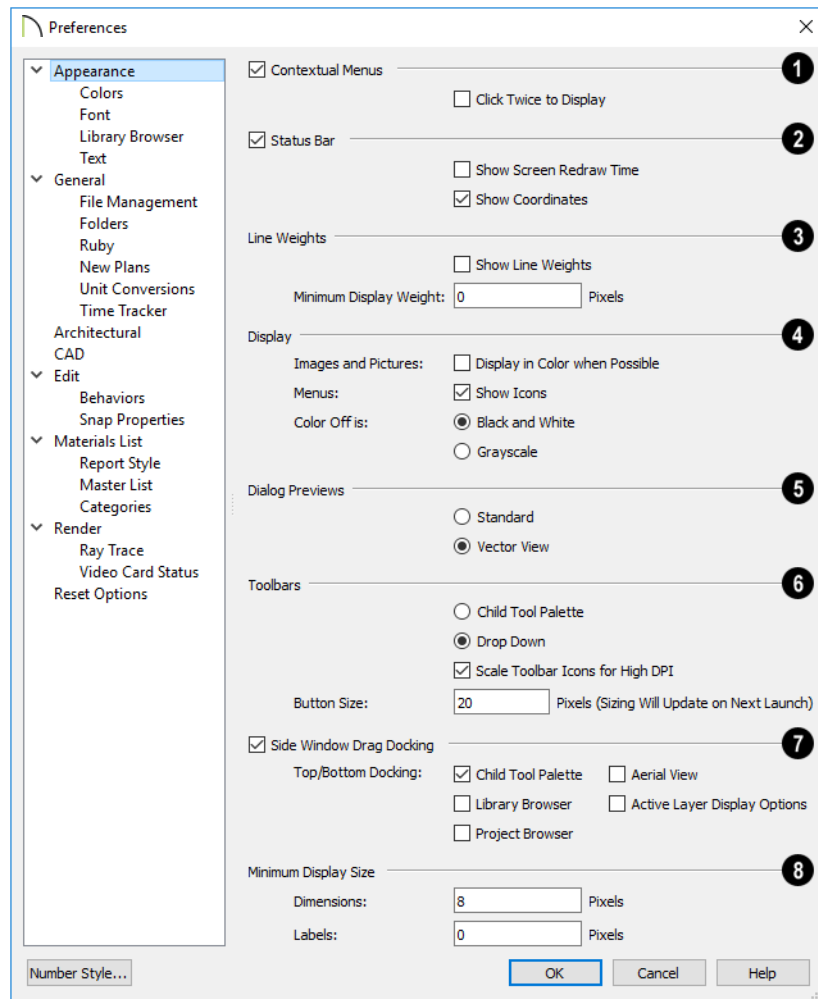 Preferences
Appearance
Colors
Font
Library Browser
Text
General
File Management
Folders
Ruby
New Plans
Unit Conversions
Time Tracker
Architectural
CAD
Edit
Behaviors
Snap Properties
Materials List
Report Style
Master List
Categories
Render
Ray Trace
Video Card Status
Reset Options
Contextual Menus 1
Click Twice to Display
Status Bar 2
Show Screen Redraw Time
Show Coordinates
Line Weights 3
Show Line Weights
Minimum Display Weight: 0 Pixels
Display 4
Images and Pictures: Display in Color when Possible
Menus: Show Icons
Color Off is: Black and White
Grayscale
Dialog Previews 5
Standard
Vector View
Toolbars 6
Child Tool Palette
Drop Down
Scale Toolbar Icons for High DPI
Button Size: 20 Pixels (Sizing Will Update on Next Launch)
Side Window Drag Docking 7
Top/Bottom Docking: Child Tool Palette Aerial View
Library Browser Active Layer Display Options
Project Browser
Minimum Display Size 8
Dimensions: 8 Pixels
Labels: 0 Pixels
Number Style... OK Cancel Help